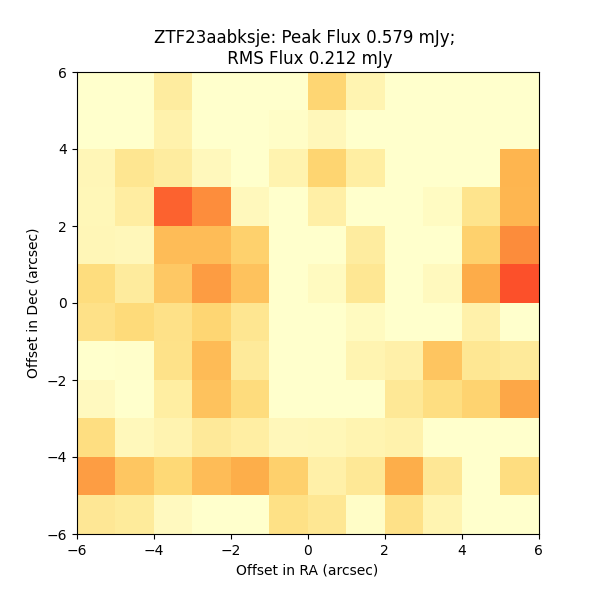 ZTF23aabksje: Peak Flux 0.579 mJy;
RMS Flux 0.212 mJy
6
4
2
0
−2
−4
−6
Offset in Dec (arcsec)
−6 −4 −2 0 2 4 6
Offset in RA (arcsec)